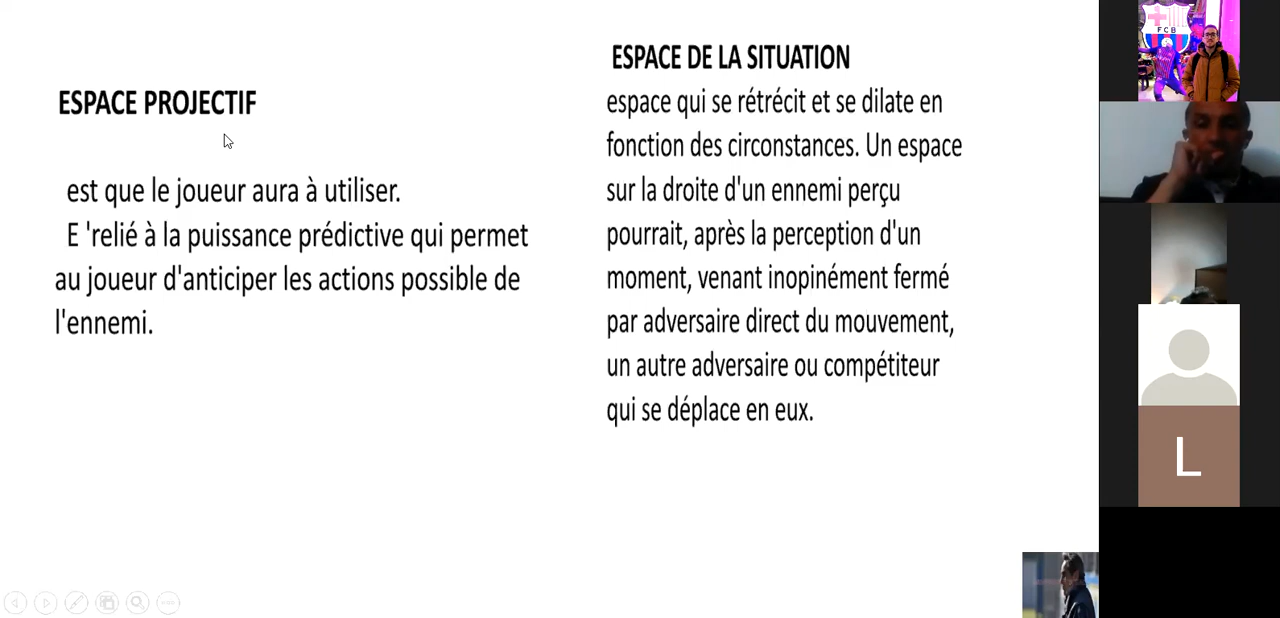 ESPACE PROJECTIF
est que le joueur aura à utiliser.
E 'relié à la puissance prédictive qui permet
au joueur d'anticiper les actions possible de
l'ennemi.
ESPACE DE LA SITUATION
espace qui se rétrécit et se dilate en
fonction des circonstances. Un espace
sur la droite d'un ennemi perçu
pourrait, après la perception d'un
moment, venant inopinément fermé
par adversaire direct du mouvement,
un autre adversaire ou compétiteur
qui se déplace en eux.
FCB
L